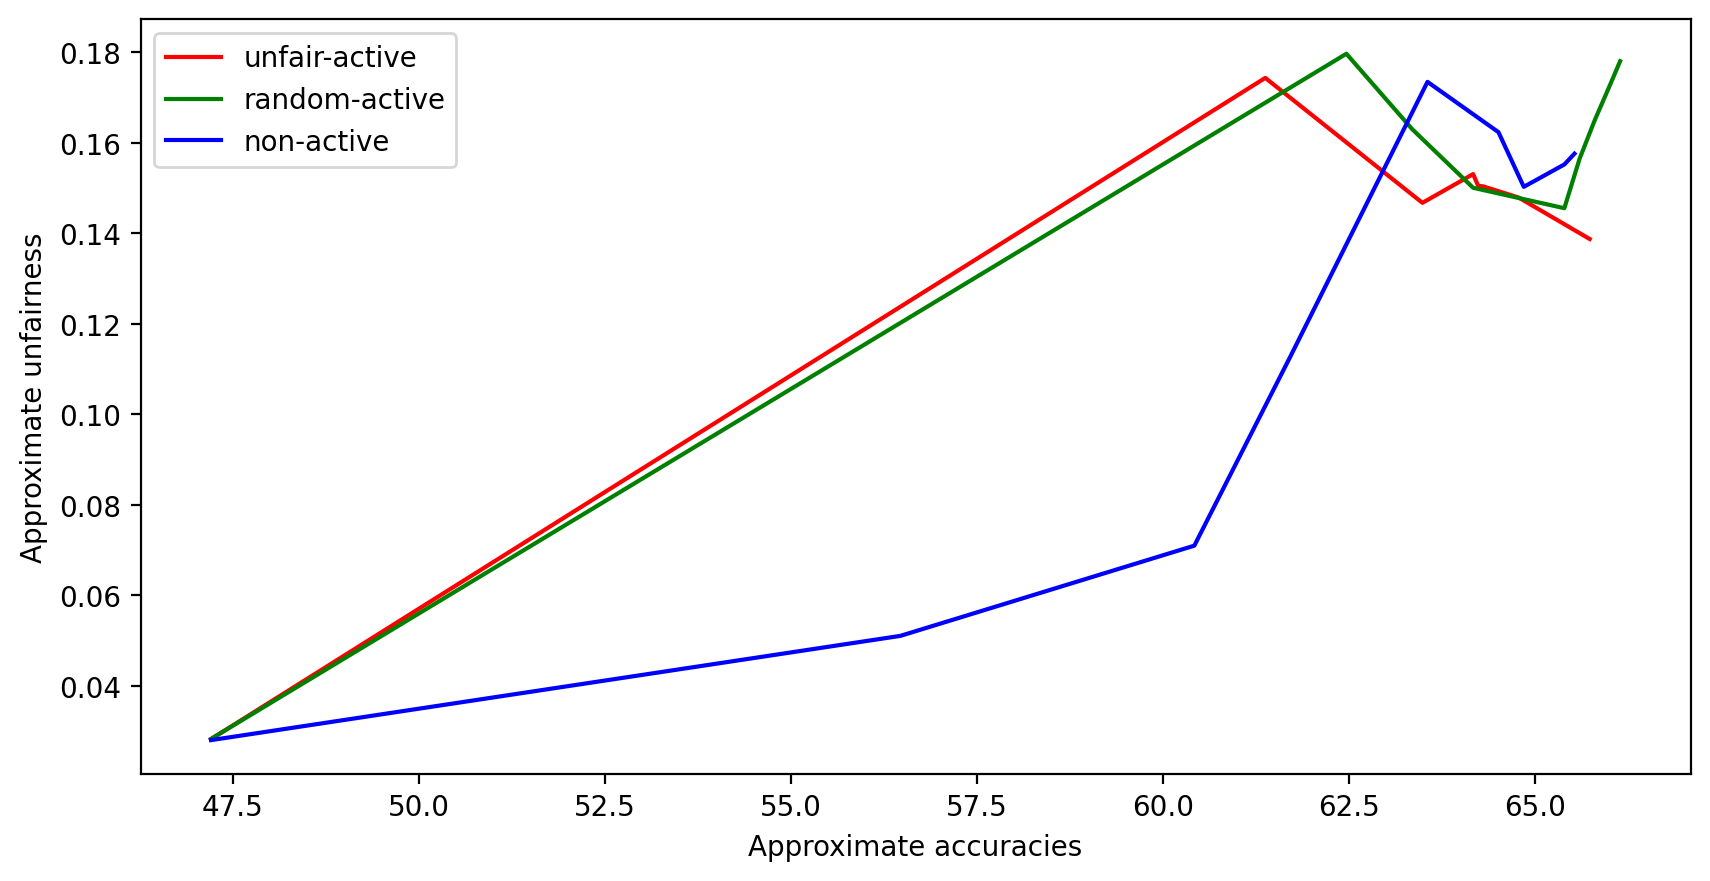 unfair-active
random-active
non-active
0.18
0.16
0.14
0.12
0.10
0.08
0.06
0.04
Approximate unfairness
47.5 50.0 52.5 55.0 57.5 60.0 62.5 65.0
Approximate accuracies